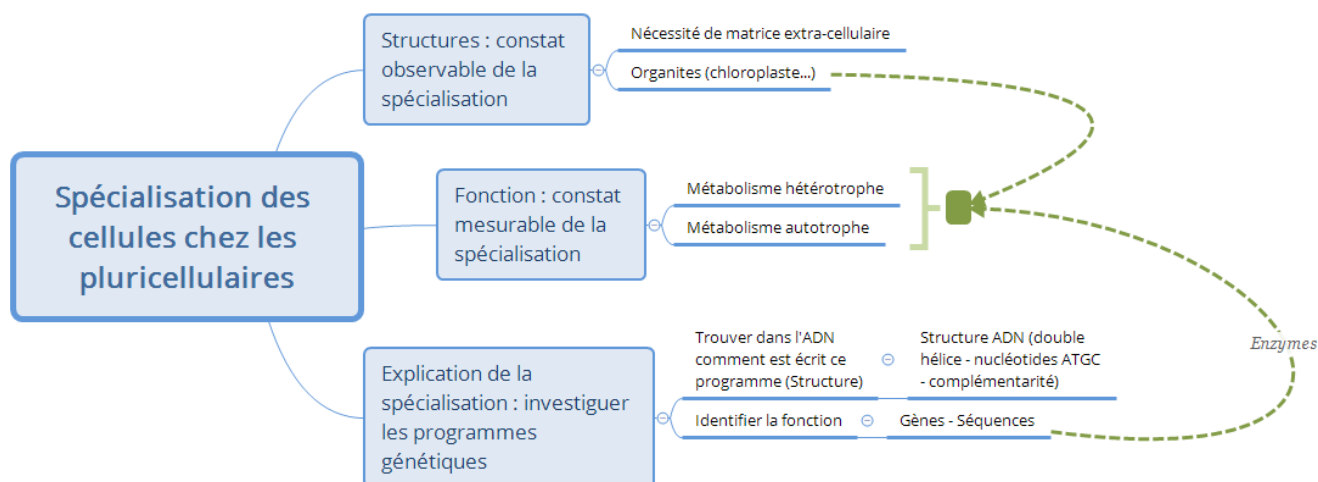 Spécialisation des
cellules chez les
pluricellulaires
Structures : constat
observable de la
spécialisation
Nécessité de matrice extra-cellulaire
Organites (chloroplaste...)
Fonction : constat
mesurable de la
spécialisation
Métabolisme hétérotrophe
Métabolisme autotrophe
Explication de la
spécialisation : investiguer
les programmes
génétiques
Trouver dans l'ADN
comment est écrit ce
programme (Structure)
Structure ADN (double
hélice - nucléotides ATGC
- complémentarité)
Identifier la fonction
Gènes - Séquences
Enzymes